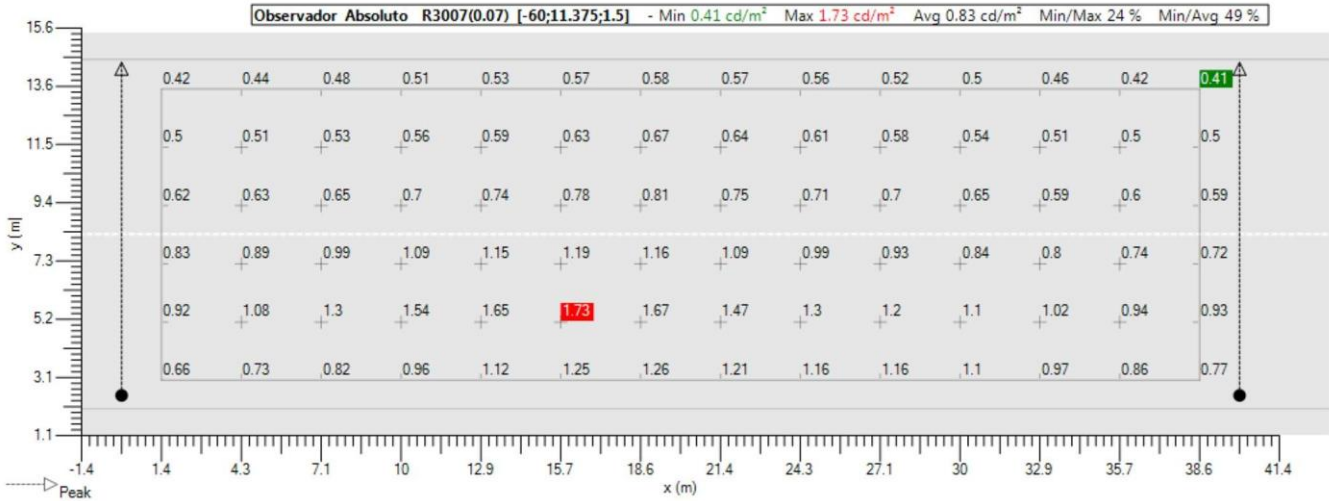 Observador Absoluto R3007(0.07) [-60;11.375;1.5] - Min 0.41 cd/m² Max 1.73 cd/m² Avg 0.83 cd/m² Min/Max 24 % Min/Avg 49 %
15.6
0.42 0.44 0.48 0.51 0.53 0.57 0.58 0.57 0.56 0.52 0.5 0.46 0.42 0.41
13.6
0.5 0.51 0.53 0.56 0.59 0.63 0.67 0.64 0.61 0.58 0.54 0.51 0.5 0.5
11.5
0.62 0.63 0.65 0.7 0.74 0.78 0.81 0.75 0.71 0.7 0.65 0.59 0.6 0.59
9.4
y (m)
0.83 0.89 0.99 1.09 1.15 1.19 1.16 1.09 0.99 0.93 0.84 0.8 0.74 0.72
7.3
0.92 1.08 1.3 1.54 1.65 1.73 1.67 1.47 1.3 1.2 1.1 1.02 0.94 0.93
5.2
0.66 0.73 0.82 0.96 1.12 1.25 1.26 1.21 1.16 1.16 1.1 0.97 0.86 0.77
3.1
1.1
-1.4 1.4 4.3 7.1 10 12.9 15.7 18.6 21.4 24.3 27.1 30 32.9 35.7 38.6 41.4
x (m)
Peak